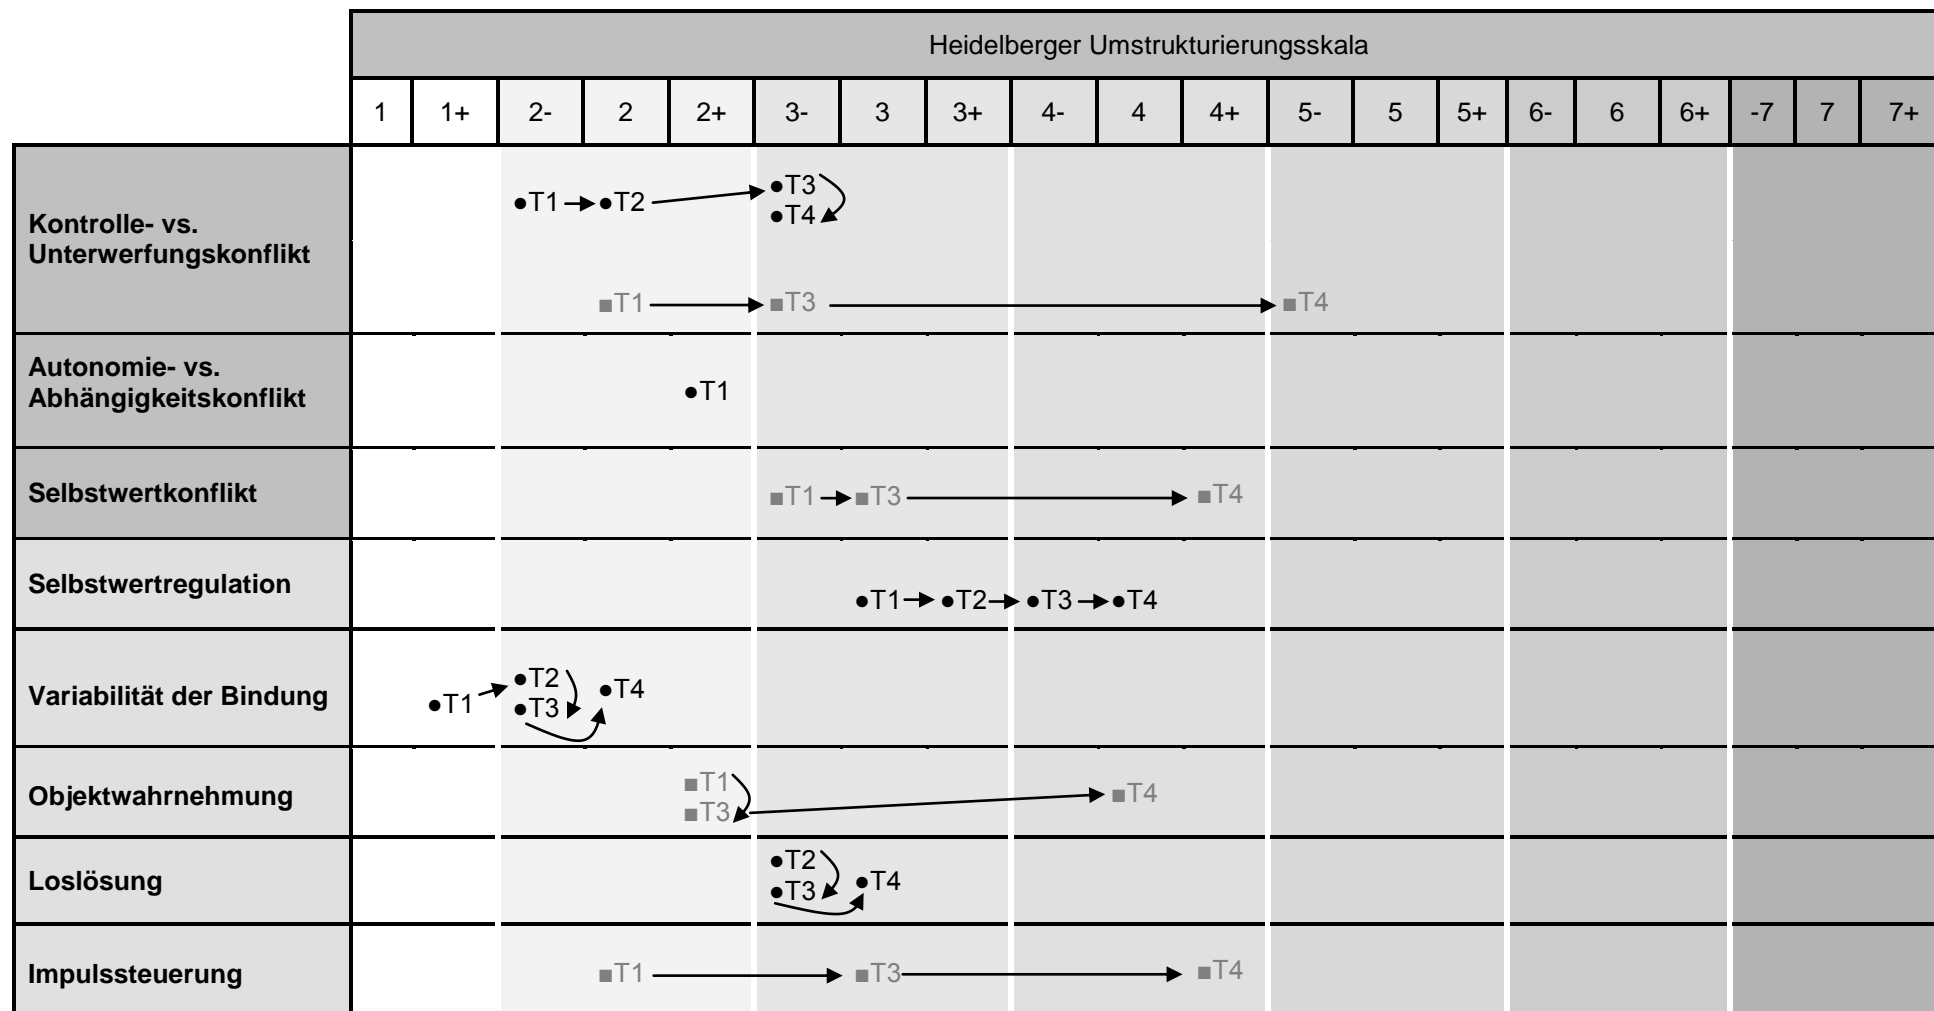 Heidelberger Umstrukturierungsskala
1 1+ 2- 2 2+ 3- 3 3+ 4- 4 4+ 5- 5 5+ 6- 6 6+ -7 7 7+
Kontrolle- vs.
Unterwerfungskonflikt
●T1 ●T2 ●T3
●T4
■T1 ■T3 ■T4
Autonomie- vs.
Abhängigkeitskonflikt
●T1
Selbstwertkonflikt ■T1 ■T3 ■T4
Selbstwertregulation
●T1 ●T2 ●T3 ●T4
Variabilität der Bindung
●T1 ●T2 ●T4
●T3
Objektwahrnehmung
■T1 ■T4
■T3
Loslösung
●T2 ●T4
●T3
Impulssteuerung ■T1 ■T3 ■T4